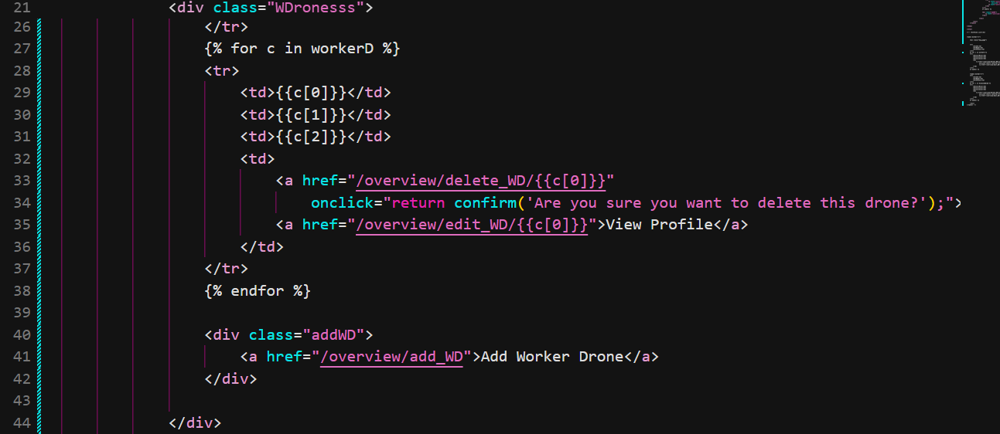 21 <div class="WDronesss">
26 </tr>
27 {% for c in workerD %}
28 <tr>
29 <td>{{c[0]}}</td>
30 <td>{{c[1]}}</td>
31 <td>{{c[2]}}</td>
32 <td>
33 <a href="/overview/delete_WD/{{c[0]}}"
34 onclick="return confirm('Are you sure you want to delete this drone?');">
35 <a href="/overview/edit_WD/{{c[0]}}">View Profile</a>
36 </td>
37 </tr>
38 {% endfor %}
39
40 <div class="addWD">
41 <a href="/overview/add_WD">Add Worker Drone</a>
42 </div>
43
44 </div>